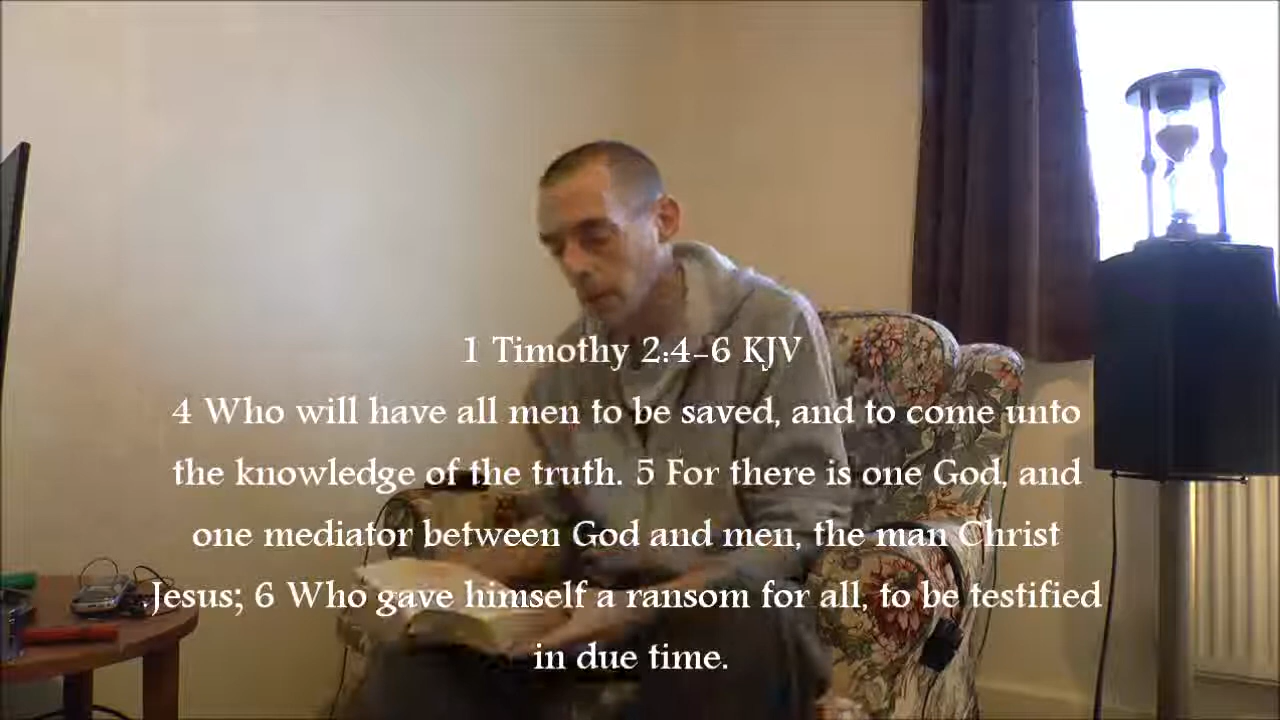 1 Timothy 2:4-6 KJV
4 Who will have all men to be saved, and to come unto
the knowledge of the truth. 5 For there is one God, and
one mediator between God and men, the man Christ
Jesus; 6 Who gave himself a ransom for all, to be testified
in due time.